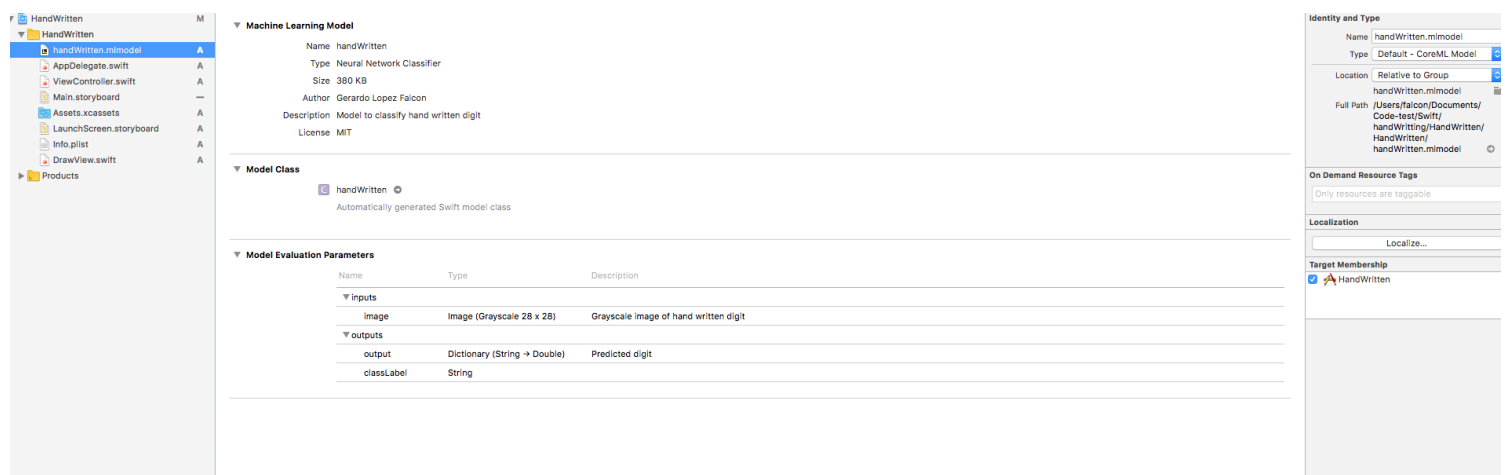 HandWritten M
HandWritten
handWritten.mlmodel A
AppDelegate.swift A
ViewController.swift A
Main.storyboard —
Assets.xcassets A
LaunchScreen.storyboard A
Info.plist A
DrawView.swift A
Products
Machine Learning Model
Name handWritten
Type Neural Network Classifier
Size 380 KB
Author Gerardo Lopez Falcon
Description Model to classify hand written digit
License MIT
Model Class
C handWritten
Automatically generated Swift model class
Model Evaluation Parameters
Name Type Description
inputs
image Image (Grayscale 28 x 28) Grayscale image of hand written digit
outputs
output Dictionary (String → Double) Predicted digit
classLabel String
Identity and Type
Name handWritten.mlmodel
Type Default - CoreML Model
Location Relative to Group
handWritten.mlmodel
Full Path /Users/falcon/Documents/
Code-test/Swift/
handWritting/HandWritten/
HandWritten/
handWritten.mlmodel
On Demand Resource Tags
Only resources are taggable
Localization
Localize...
Target Membership
HandWritten